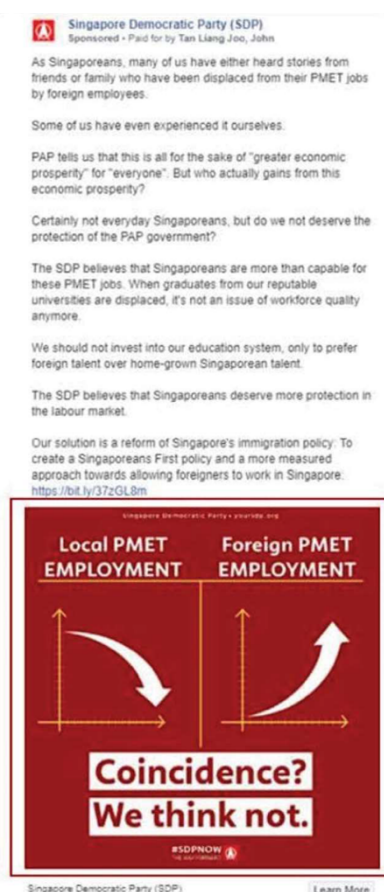 Singapore Democratic Party (SDP)
Sponsored • Paid for by Tan Liang Joo, John
As Singaporeans, many of us have either heard stories from
friends or family who have been displaced from their PMET jobs
by foreign employees.
Some of us have even experienced it ourselves.
PAP tells us that this is all for the sake of "greater economic
prosperity" for "everyone". But who actually gains from this
economic prosperity?
Certainly not everyday Singaporeans, but do we not deserve the
protection of the PAP government?
The SDP believes that Singaporeans are more than capable for
these PMET jobs. When graduates from our reputable
universities are displaced, it's not an issue of workforce quality
anymore.
We should not invest into our education system, only to prefer
foreign talent over home-grown Singaporean talent.
The SDP believes that Singaporeans deserve more protection in
the labour market.
Our solution is a reform of Singapore's immigration policy: To
create a Singaporeans First policy and a more measured
approach towards allowing foreigners to work in Singapore:
https://bit.ly/37zGL8m
Singapore Democratic Party • yoursdp.org
Local PMET
EMPLOYMENT
Foreign PMET
EMPLOYMENT
Coincidence?
We think not.
#SDPNOW
THE WAY FORWARD
Singapore Democratic Party (SDP)
Learn More